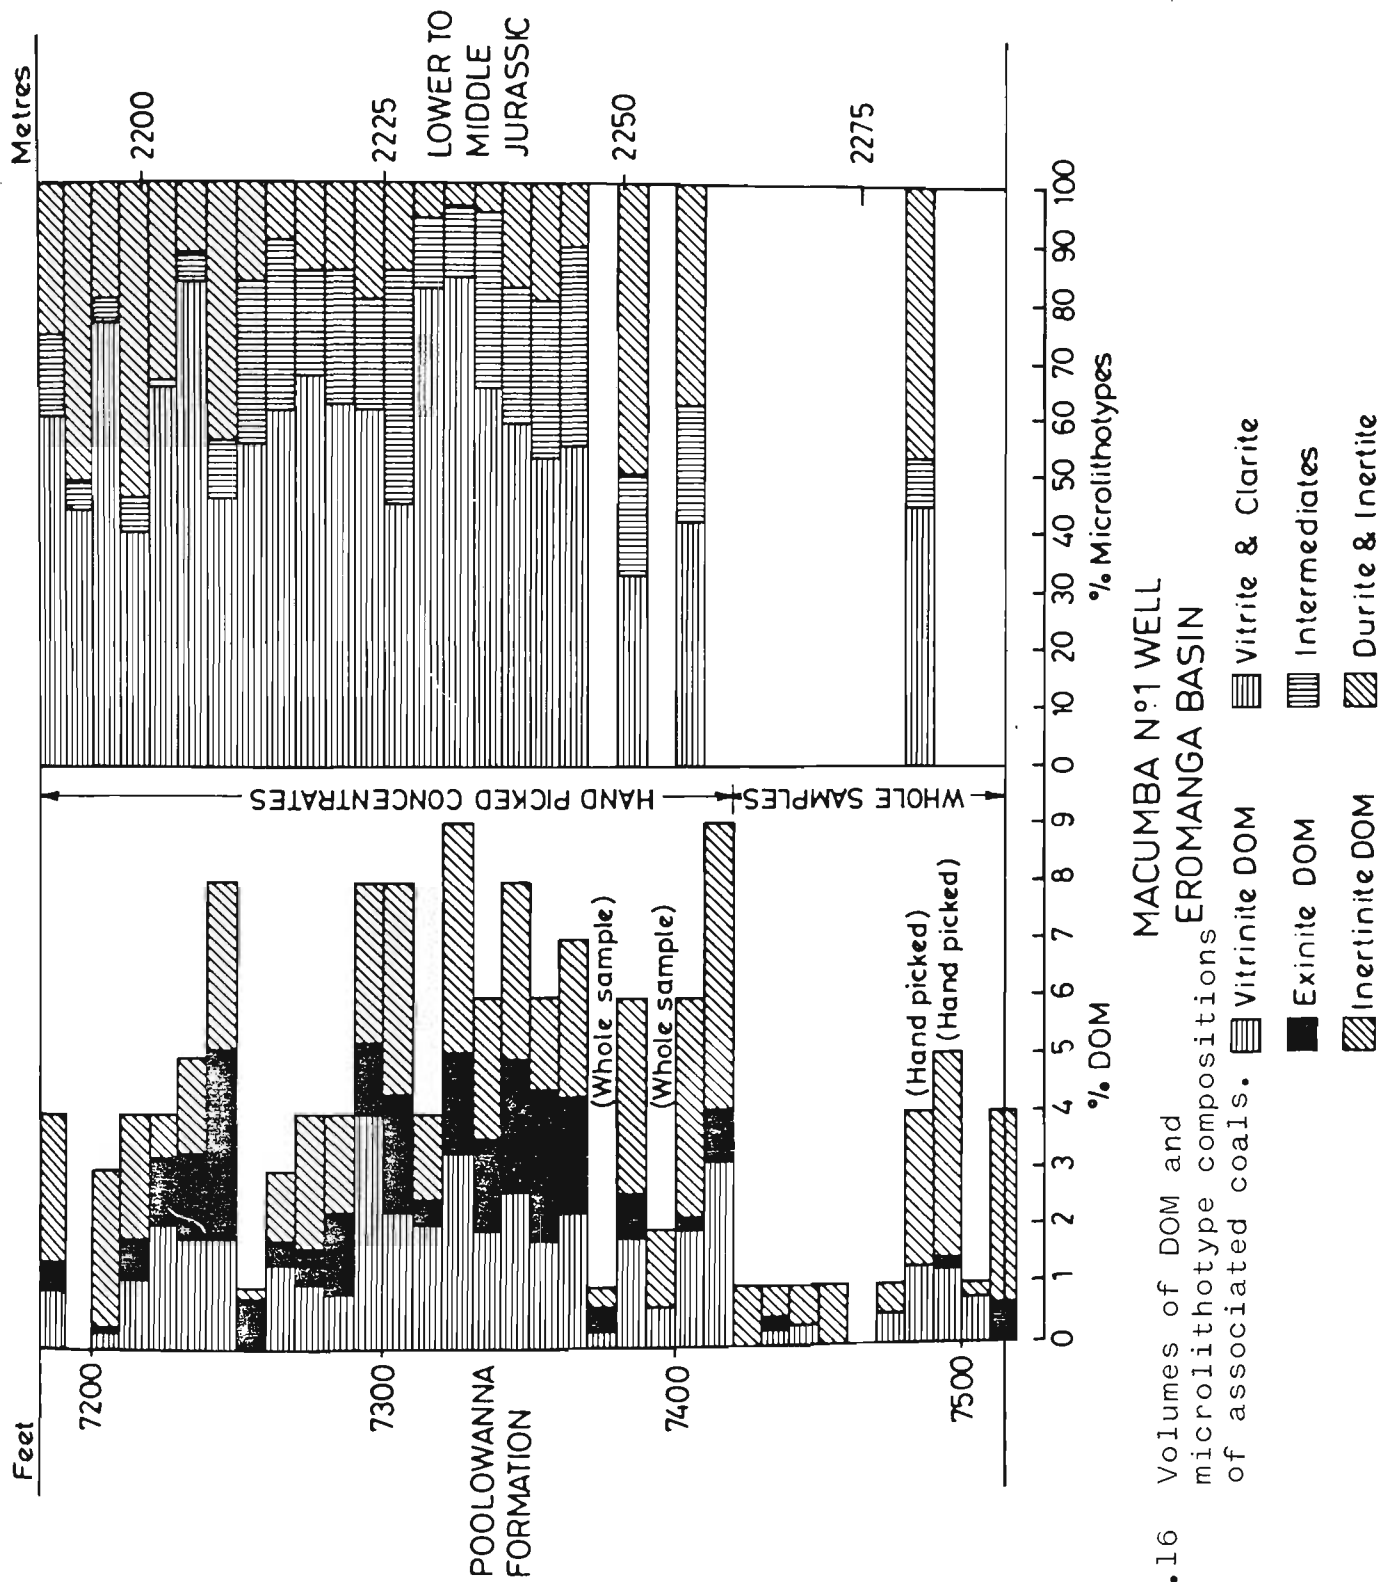 Feet
Metres
7200
7300
7400
7500
POOLOWANNA
FORMATION
2200
2225
2250
2275
LOWER TO
MIDDLE
JURASSIC
HAND PICKED CONCENTRATES
WHOLE SAMPLES
(Whole sample)
(Whole sample)
(Hand picked)
(Hand picked)
0 1 2 3 4 5 6 7 8 9
% DOM
0 10 20 30 40 50 60 70 80 90 100
% Microlithotypes
MACUMBA Nº1 WELL
EROMANGA BASIN
Vitrinite DOM
Exinite DOM
Inertinite DOM
Vitrite & Clarite
Intermediates
Durite & Inertite
.16 Volumes of DOM and
microlithotype compositions
of associated coals.